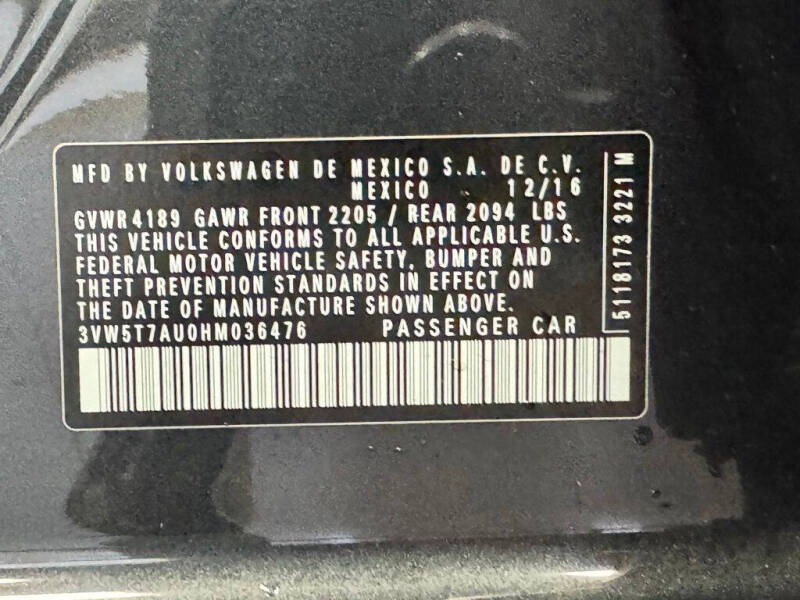 MFD BY VOLKSWAGEN DE MEXICO S.A. DE C.V.
MEXICO 12/16
GVWR 4189 GAWR FRONT 2205 / REAR 2094 LBS
THIS VEHICLE CONFORMS TO ALL APPLICABLE U.S.
FEDERAL MOTOR VEHICLE SAFETY, BUMPER AND
THEFT PREVENTION STANDARDS IN EFFECT ON
THE DATE OF MANUFACTURE SHOWN ABOVE.
3VW5T7AU0HM036476 PASSENGER CAR
5118173 3221 M